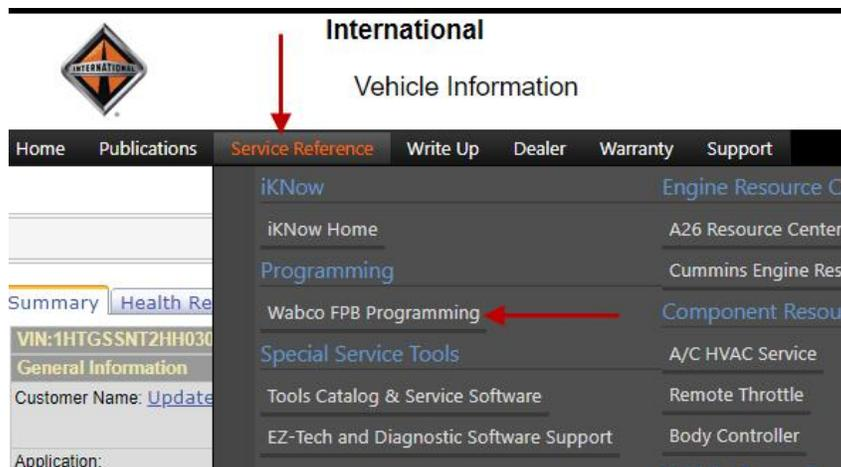 International
INTERNATIONAL
Vehicle Information
Home Publications Service Reference Write Up Dealer Warranty Support
iKNow
iKNow Home
Programming
Wabco FPB Programming
Special Service Tools
Tools Catalog & Service Software
EZ-Tech and Diagnostic Software Support
Engine Resource C
A26 Resource Center
Cummins Engine Res
Component Resou
A/C HVAC Service
Remote Throttle
Body Controller
Summary Health Re
VIN:1HTGSSNT2HH030
General Information
Customer Name: Update
Application: